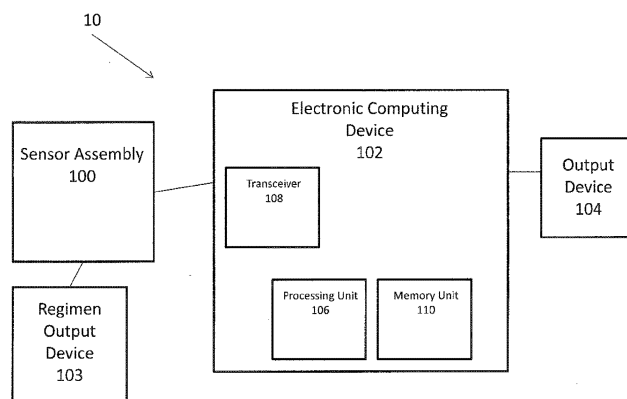 10
Sensor Assembly
100
Regimen
Output
Device
103
Electronic Computing
Device
102
Transceiver
108
Processing Unit
106
Memory Unit
110
Output
Device
104